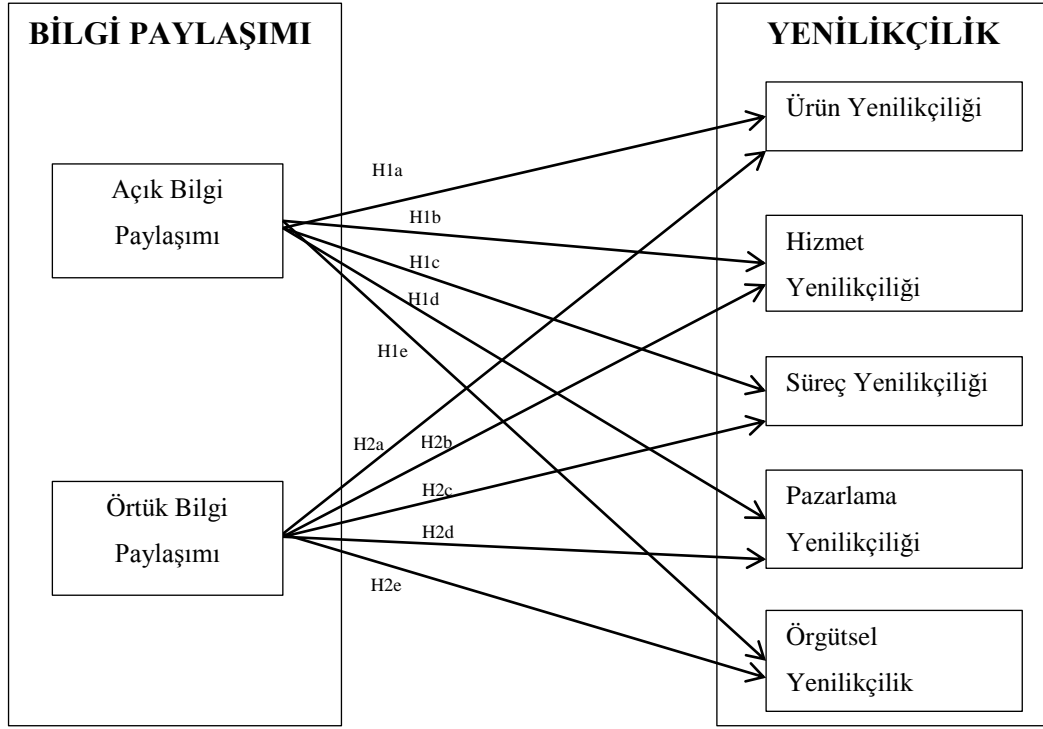 BİLGİ PAYLAŞIMI
Açık Bilgi
Paylaşımı
Örtük Bilgi
Paylaşımı
H1a
H1b
H1c
H1d
H1e
H2a
H2b
H2c
H2d
H2e
YENİLİKÇİLİK
Ürün Yenilikçiliği
Hizmet
Yenilikçiliği
Süreç Yenilikçiliği
Pazarlama
Yenilikçiliği
Örgütsel
Yenilikçilik